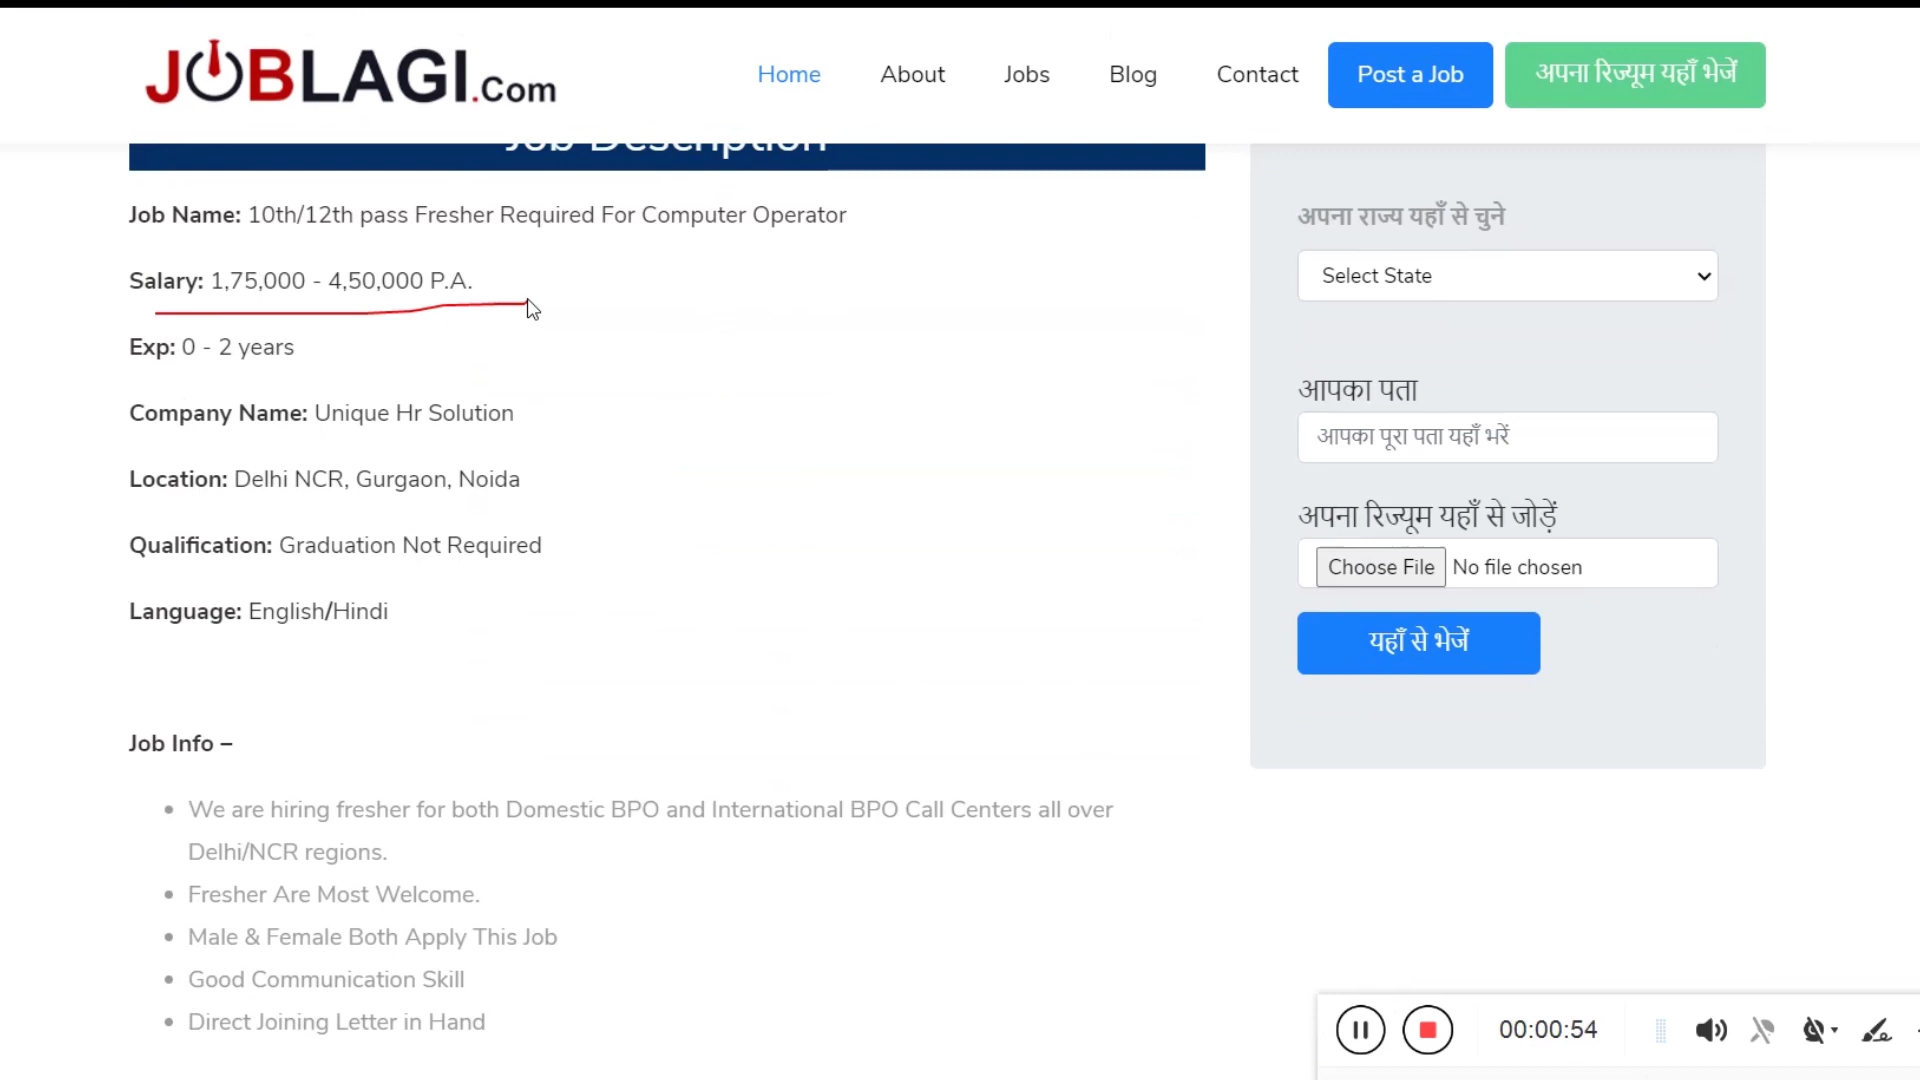 JOBLAGI.Com
Home About Jobs Blog Contact Post a Job अपना रिज्यूम यहाँ भेजें
Job Description
Job Name: 10th/12th pass Fresher Required For Computer Operator
Salary: 1,75,000 - 4,50,000 P.A.
Exp: 0 - 2 years
Company Name: Unique Hr Solution
Location: Delhi NCR, Gurgaon, Noida
Qualification: Graduation Not Required
Language: English/Hindi
Job Info –
We are hiring fresher for both Domestic BPO and International BPO Call Centers all over
Delhi/NCR regions.
Fresher Are Most Welcome.
Male & Female Both Apply This Job
Good Communication Skill
Direct Joining Letter in Hand
अपना राज्य यहाँ से चुने
Select State
आपका पता
आपका पूरा पता यहाँ भरें
अपना रिज्यूम यहाँ से जोड़ें
Choose File No file chosen
यहाँ से भेजें
00:00:54